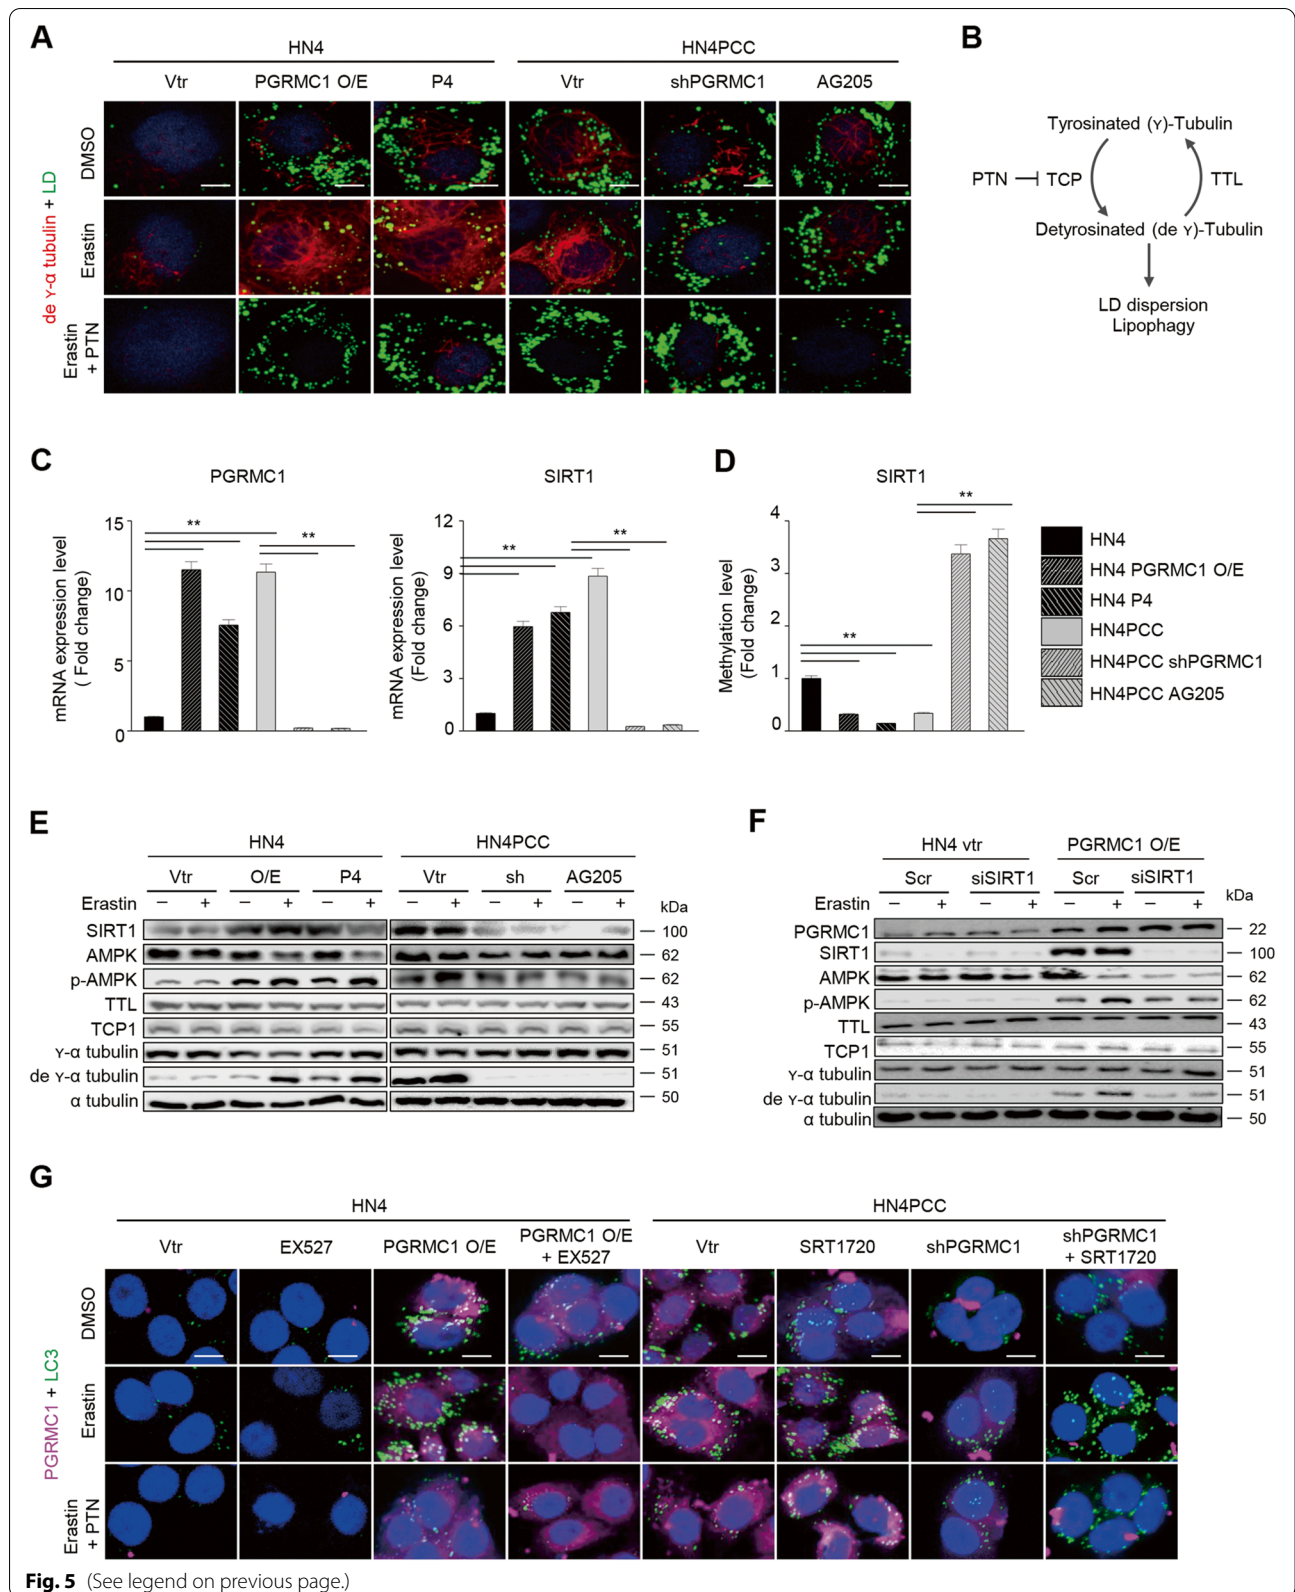 A
HN4
HN4PCC
Vtr
PGRMC1 O/E
P4
Vtr
shPGRMC1
AG205
de ʏ-α tubulin + LD
DMSO
Erastin
Erastin
+ PTN
B
Tyrosinated (ʏ)-Tubulin
PTN
TCP
TTL
Detyrosinated (de ʏ)-Tubulin
LD dispersion
Lipophagy
C
PGRMC1
mRNA expression level
( Fold change)
15
10
5
0
**
**
SIRT1
mRNA expression level
(Fold change)
12
9
6
3
0
**
**
D
SIRT1
Methylation level
(Fold change)
4
3
2
1
0
**
**
HN4
HN4 PGRMC1 O/E
HN4 P4
HN4PCC
HN4PCC shPGRMC1
HN4PCC AG205
E
HN4
HN4PCC
Vtr
O/E
P4
Vtr
sh
AG205
Erastin − + − + − + − + − + − +
kDa
SIRT1 100
AMPK 62
p-AMPK 62
TTL 43
TCP1 55
ʏ-α tubulin 51
de ʏ-α tubulin 51
α tubulin 50
F
HN4 vtr
PGRMC1 O/E
Scr
siSIRT1
Scr
siSIRT1
Erastin − + − + − + − +
kDa
PGRMC1 22
SIRT1 100
AMPK 62
p-AMPK 62
TTL 43
TCP1 55
ʏ-α tubulin 51
de ʏ-α tubulin 51
α tubulin 50
G
HN4
HN4PCC
Vtr
EX527
PGRMC1 O/E
PGRMC1 O/E
+ EX527
Vtr
SRT1720
shPGRMC1
shPGRMC1
+ SRT1720
PGRMC1 + LC3
DMSO
Erastin
Erastin
+ PTN
Fig. 5 (See legend on previous page.)